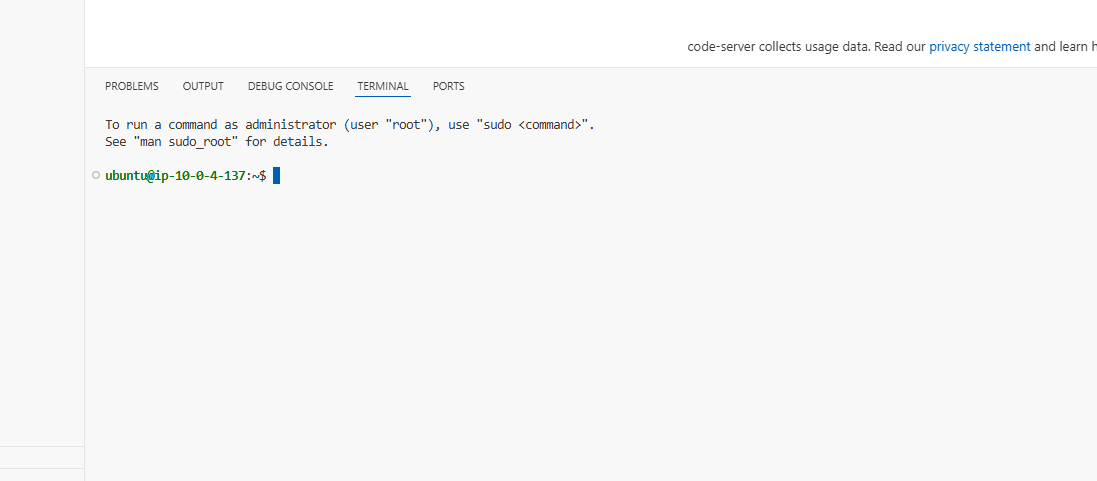 code-server collects usage data. Read our privacy statement and learn
PROBLEMS OUTPUT DEBUG CONSOLE TERMINAL PORTS
To run a command as administrator (user "root"), use "sudo <command>".
See "man sudo_root" for details.
ubuntu@ip-10-0-4-137:~$